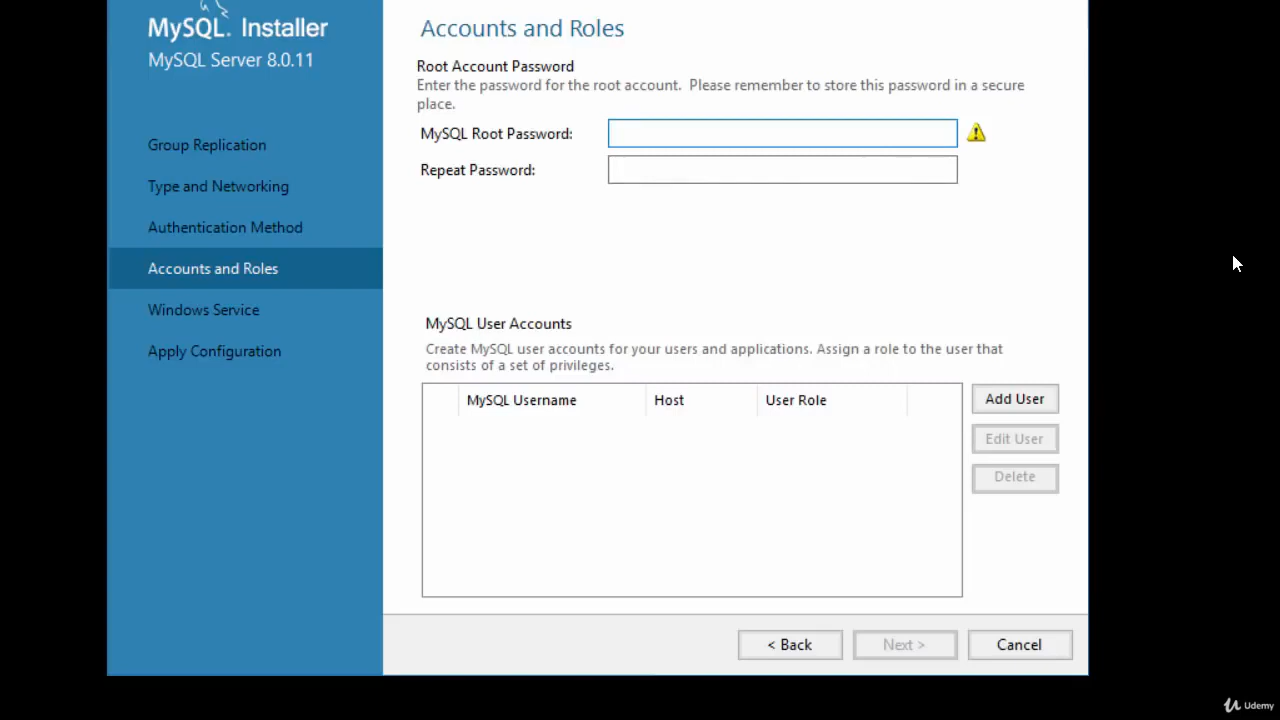 MySQL. Installer
MySQL Server 8.0.11
Group Replication
Type and Networking
Authentication Method
Accounts and Roles
Windows Service
Apply Configuration
Accounts and Roles
Root Account Password
Enter the password for the root account. Please remember to store this password in a secure
place.
MySQL Root Password:
Repeat Password:
MySQL User Accounts
Create MySQL user accounts for your users and applications. Assign a role to the user that
consists of a set of privileges.
MySQL Username Host User Role
Add User
Edit User
Delete
< Back Next > Cancel
Udemy